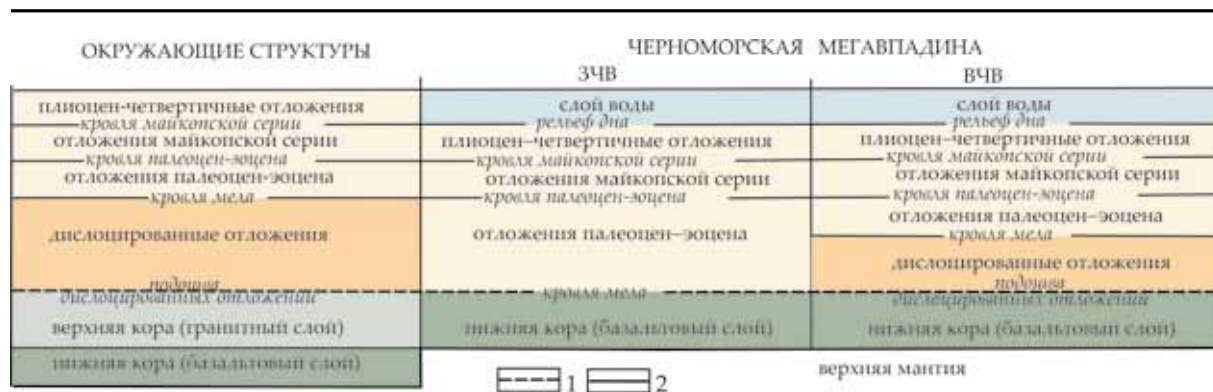 ОКРУЖАЮЩИЕ СТРУКТУРЫ
ЧЕРНОМОРСКАЯ МЕГАВПАДИНА
ЗЧВ
ВЧВ
плиоцен-четвертичные отложения
кровля майкопской серии
отложения майкопской серии
кровля палеоцен-эоцена
отложения палеоцен-эоцена
кровля мела
дислоцированные отложения
подошва
дислоцированных отложений
верхняя кора (гранитный слой)
нижняя кора (базальтовый слой)
слой воды
рельеф дна
плиоцен–четвертичные отложения
кровля майкопской серии
отложения майкопской серии
кровля палеоцен-эоцена
отложения палеоцен–эоцена
кровля мела
нижняя кора (базальтовый слой)
слой воды
рельеф дна
плиоцен–четвертичные отложения
кровля майкопской серии
отложения майкопской серии
кровля палеоцен-эоцена
отложения палеоцен–эоцена
кровля мела
дислоцированные отложения
подошва
дислоцированных отложений
нижняя кора (базальтовый слой)
верхняя мантия
1
2